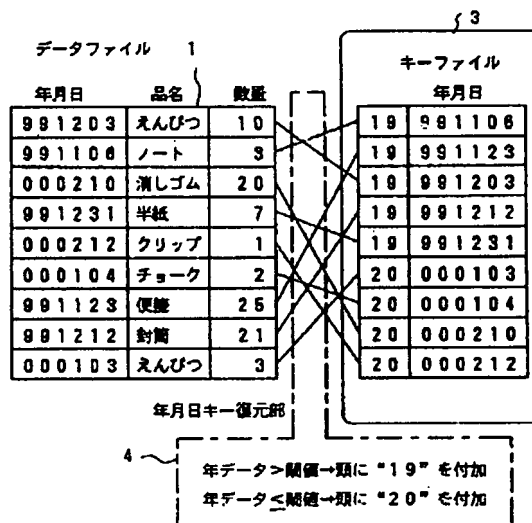 3
データファイル 1
キーファイル
年月日 品名 数量
年月日
991203 えんぴつ 10
991106 ノート 3
000210 消しゴム 20
991231 半紙 7
000212 クリップ 1
000104 チョーク 2
991123 便箋 25
991212 封筒 21
000103 えんぴつ 3
19 991106
19 991123
19 991203
19 991212
19 991231
20 000103
20 000104
20 000210
20 000212
年月日キー復元部
4
年データ>閾値→頭に“19”を付加
年データ≤閾値→頭に“20”を付加